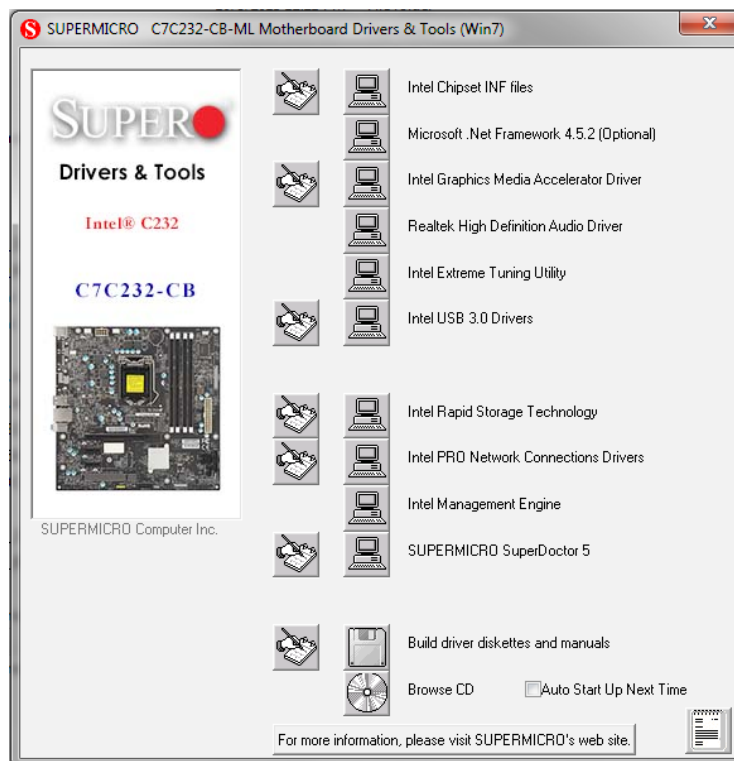 SUPERMICRO C7C232-CB-ML Motherboard Drivers & Tools (Win7)
SUPERO
Drivers & Tools
Intel® C232
C7C232-CB
SUPERMICRO Computer Inc.
Intel Chipset INF files
Microsoft .Net Framework 4.5.2 (Optional)
Intel Graphics Media Accelerator Driver
Realtek High Definition Audio Driver
Intel Extreme Tuning Utility
Intel USB 3.0 Drivers
Intel Rapid Storage Technology
Intel PRO Network Connections Drivers
Intel Management Engine
SUPERMICRO SuperDoctor 5
Build driver diskettes and manuals
Browse CD
Auto Start Up Next Time
For more information, please visit SUPERMICRO's web site.